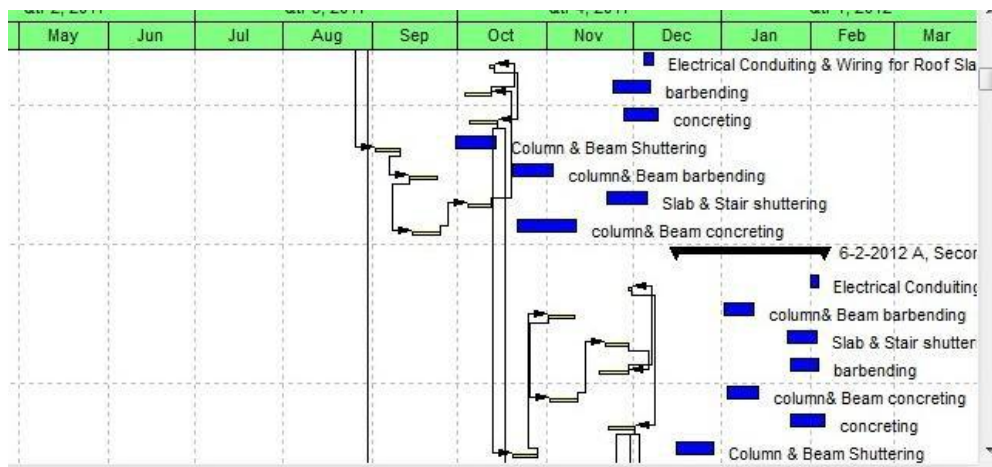 May Jun Jul Aug Sep Oct Nov Dec Jan Feb Mar
Electrical Conduiting & Wiring for Roof Sla
barbending
concreting
Column & Beam Shuttering
column& Beam barbending
Slab & Stair shuttering
column& Beam concreting
6-2-2012 A, Secon
Electrical Conduiting
column& Beam barbending
Slab & Stair shutter
barbending
column& Beam concreting
concreting
Column & Beam Shuttering